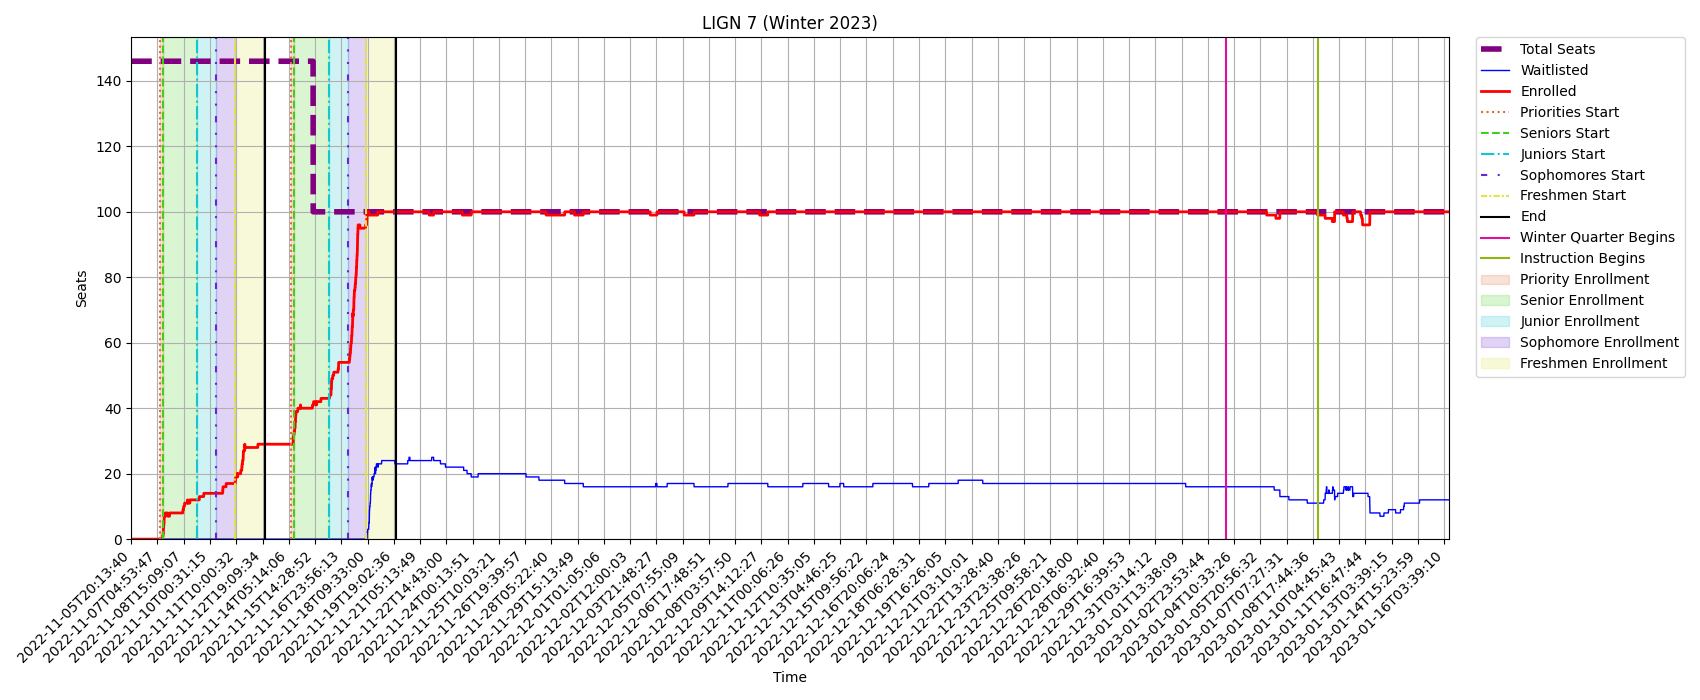 LIGN 7 (Winter 2023)
Seats
140
120
100
80
60
40
20
0
2022-11-05T20:13:40
2022-11-07T04:53:47
2022-11-08T15:09:07
2022-11-10T00:31:15
2022-11-11T10:00:32
2022-11-12T19:09:34
2022-11-14T05:14:06
2022-11-15T14:28:52
2022-11-16T23:56:13
2022-11-18T09:33:00
2022-11-19T19:02:36
2022-11-21T05:13:49
2022-11-22T14:43:00
2022-11-24T00:13:51
2022-11-25T10:03:21
2022-11-26T19:39:57
2022-11-28T05:22:40
2022-11-29T15:13:49
2022-12-01T01:05:06
2022-12-02T12:00:03
2022-12-03T21:48:27
2022-12-05T07:55:09
2022-12-06T17:48:51
2022-12-08T03:57:50
2022-12-09T14:12:27
2022-12-11T00:06:26
2022-12-12T10:35:05
2022-12-13T04:46:25
2022-12-15T09:56:22
2022-12-16T20:06:24
2022-12-18T06:28:31
2022-12-19T16:26:05
2022-12-21T03:10:01
2022-12-22T13:28:40
2022-12-23T23:38:26
2022-12-25T09:58:21
2022-12-26T20:18:00
2022-12-28T06:32:40
2022-12-29T16:39:53
2022-12-31T03:14:12
2023-01-01T13:38:09
2023-01-02T23:53:44
2023-01-04T10:33:26
2023-01-05T20:56:32
2023-01-07T07:27:31
2023-01-08T17:44:36
2023-01-10T04:45:43
2023-01-11T16:47:44
2023-01-13T03:39:15
2023-01-14T15:23:59
2023-01-16T03:39:10
Time
Total Seats
Waitlisted
Enrolled
Priorities Start
Seniors Start
Juniors Start
Sophomores Start
Freshmen Start
End
Winter Quarter Begins
Instruction Begins
Priority Enrollment
Senior Enrollment
Junior Enrollment
Sophomore Enrollment
Freshmen Enrollment